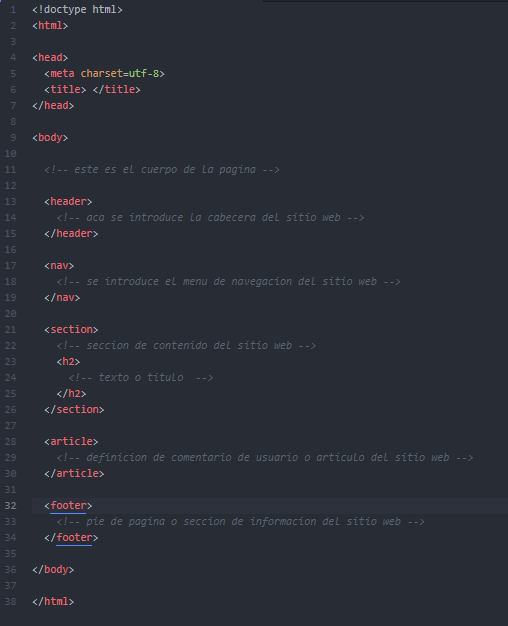 1 <!doctype html>
2 <html>
3
4 <head>
5 <meta charset=utf-8>
6 <title> </title>
7 </head>
8
9 <body>
10
11 <!-- este es el cuerpo de la pagina -->
12
13 <header>
14 <!-- aca se introduce la cabecera del sitio web -->
15 </header>
16
17 <nav>
18 <!-- se introduce el menu de navegacion del sitio web -->
19 </nav>
20
21 <section>
22 <!-- seccion de contenido del sitio web -->
23 <h2>
24 <!-- texto o titulo  -->
25 </h2>
26 </section>
27
28 <article>
29 <!-- definicion de comentario de usuario o articulo del sitio web -->
30 </article>
31
32 <footer>
33 <!-- pie de pagina o seccion de informacion del sitio web -->
34 </footer>
35
36 </body>
37
38 </html>